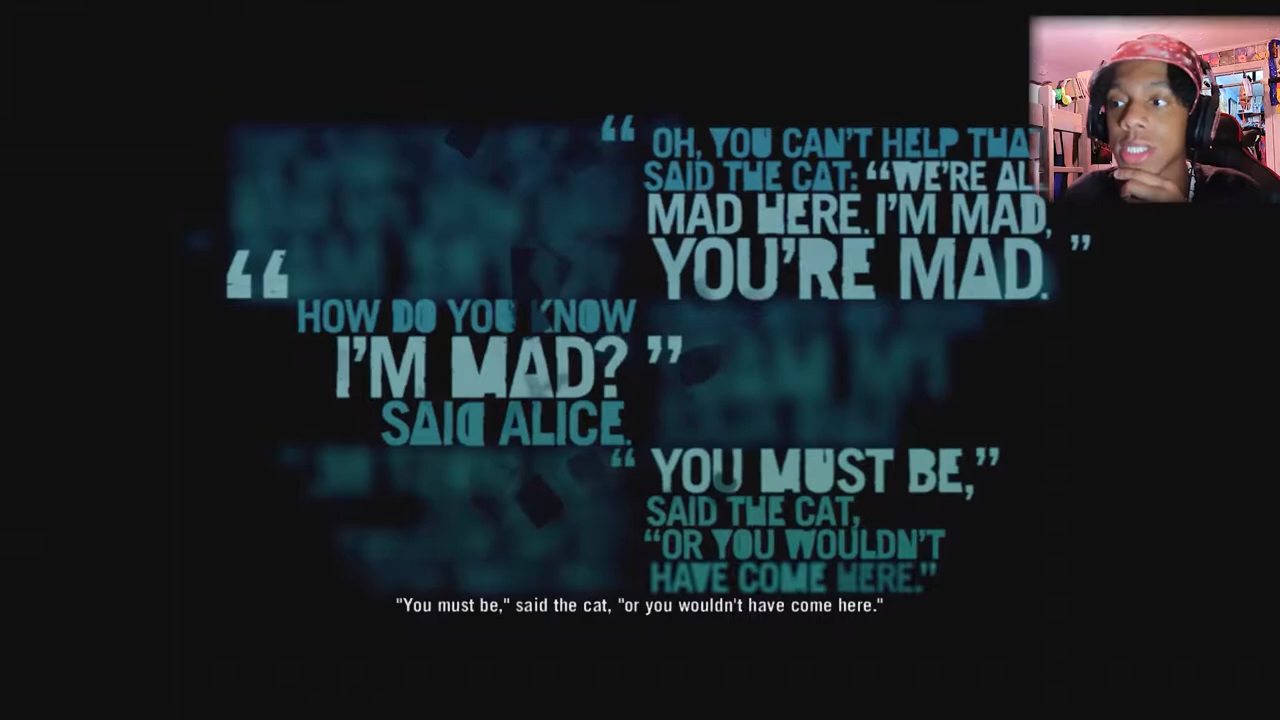 “ OH, YOU CAN'T HELP THAT
SAID THE CAT: “WE'RE ALL
MAD HERE. I'M MAD,
YOU'RE MAD. ”
“ HOW DO YOU KNOW
I'M MAD? ”
SAID ALICE.
“ YOU MUST BE,”
SAID THE CAT,
“OR YOU WOULDN'T
HAVE COME HERE.”
"You must be," said the cat, "or you wouldn't have come here."